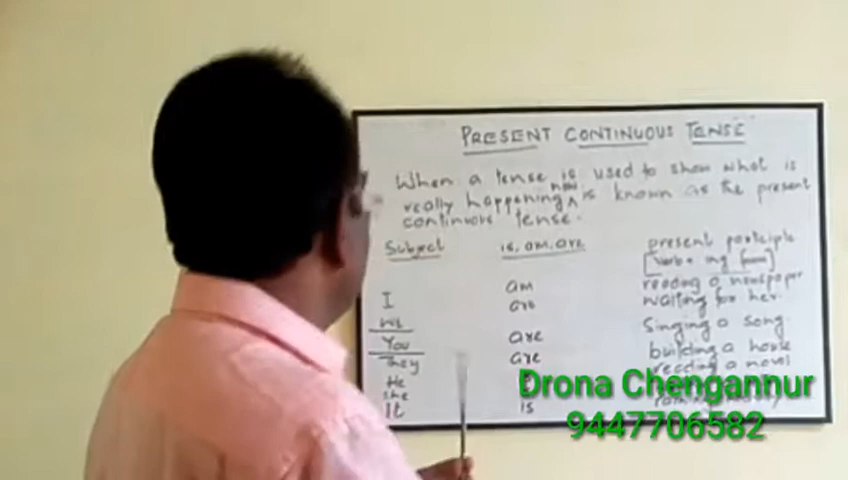 PRESENT CONTINUOUS TENSE
When a tense is used to show what is
really happening now is known as the present
continuous tense.
Subject is, am, are present participle
[verb + ing form]
I am reading a newspaper
We are waiting for her.
You are Singing a song.
They are building a house
He reading a novel
She
It is
Drona Chengannur
9447706582